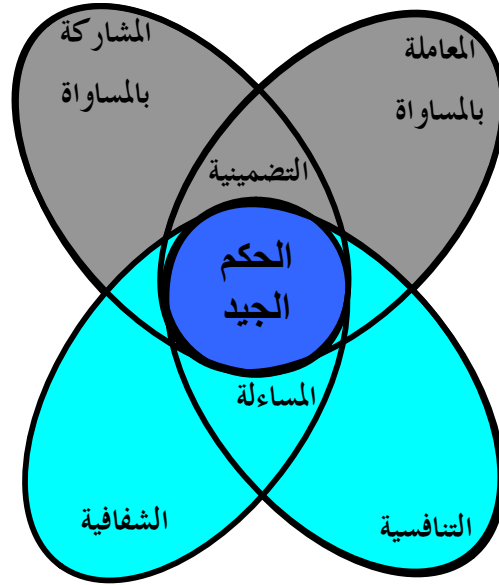 المعاملة
بالمساواة
المشاركة
بالمساواة
التضمينية
الحكم
الجيد
المساءلة
التنافسية
الشفافية